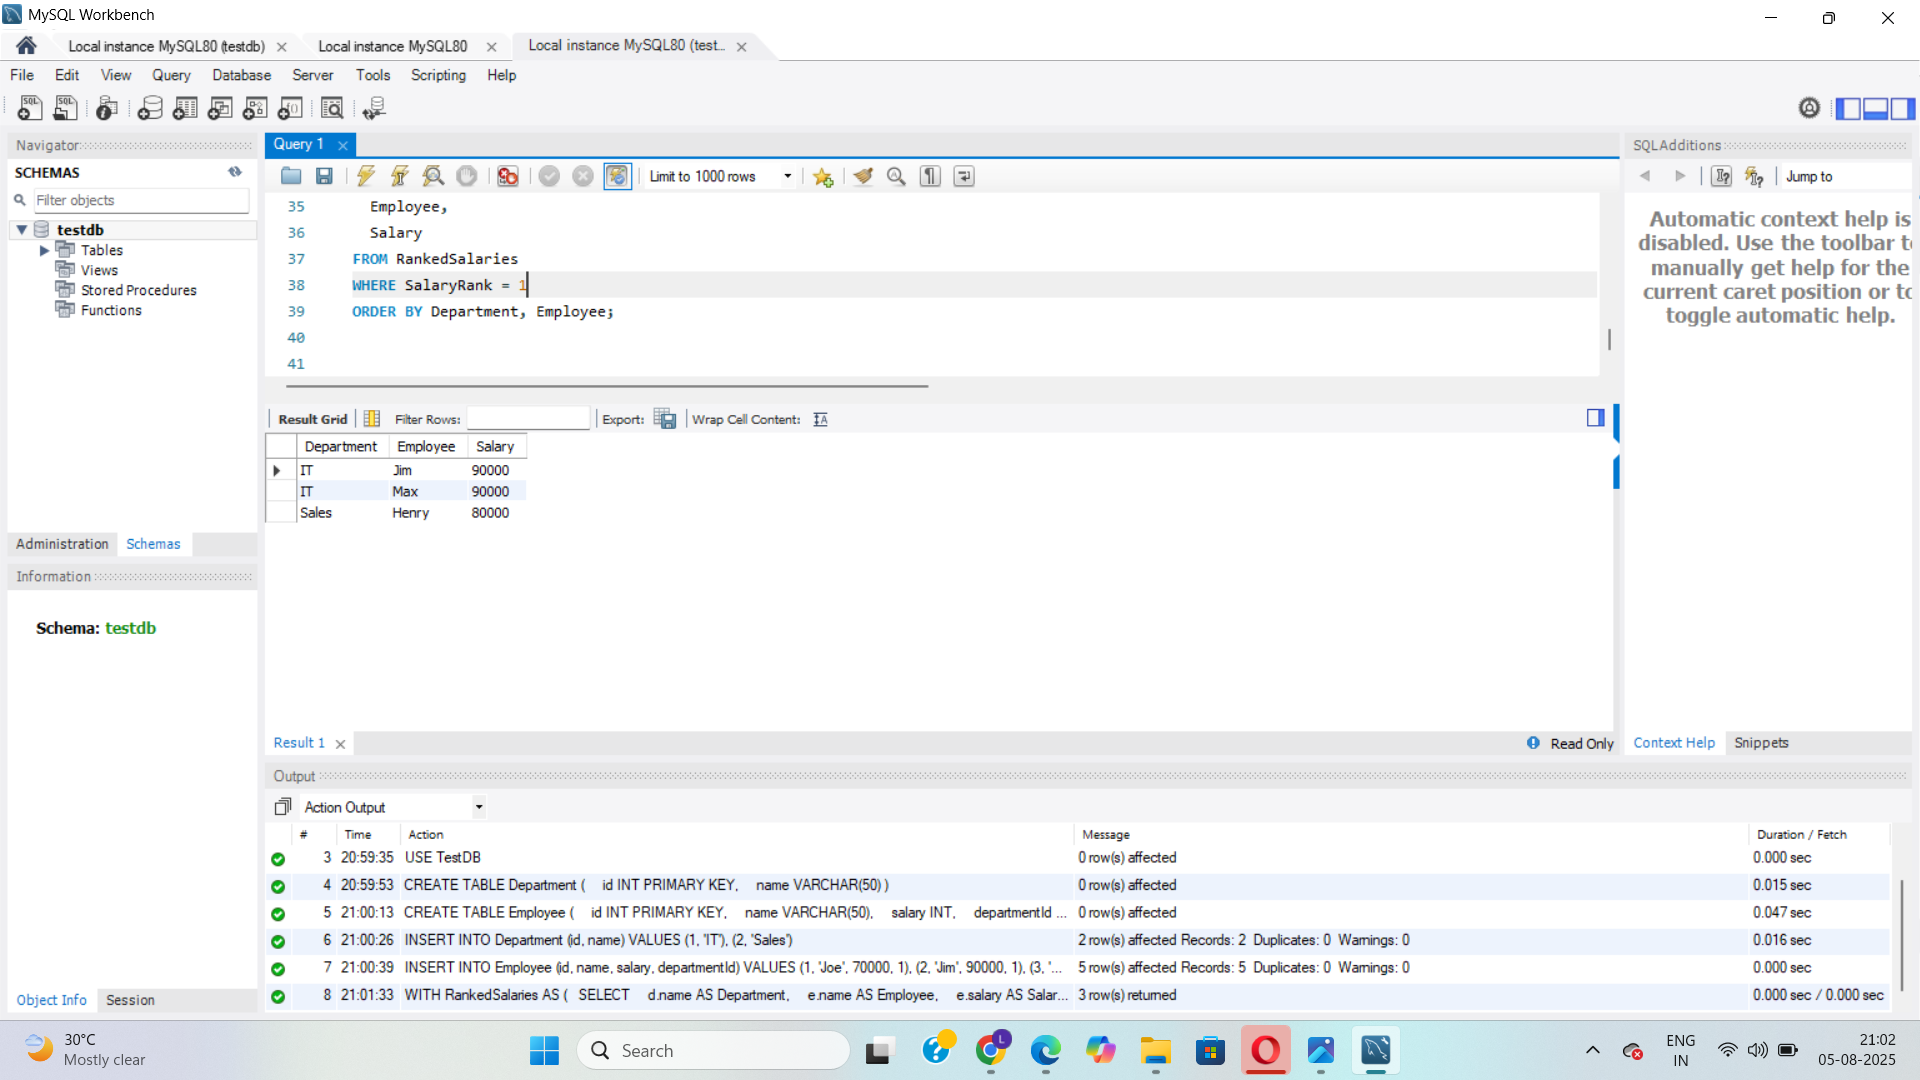 MySQL Workbench
Local instance MySQL80 (testdb)
Local instance MySQL80
Local instance MySQL80 (test...
File Edit View Query Database Server Tools Scripting Help
Navigator
SCHEMAS
Filter objects
testdb
Tables
Views
Stored Procedures
Functions
Administration Schemas
Information
Schema: testdb
Object Info Session
Query 1
Limit to 1000 rows
35 Employee,
36 Salary
37 FROM RankedSalaries
38 WHERE SalaryRank = 1
39 ORDER BY Department, Employee;
40
41
Result Grid Filter Rows: Export: Wrap Cell Content:
Department Employee Salary
IT Jim 90000
IT Max 90000
Sales Henry 80000
Result 1
Read Only
SQLAdditions
Jump to
Automatic context help is
disabled. Use the toolbar t
manually get help for the
current caret position or to
toggle automatic help.
Context Help Snippets
Output
Action Output
# Time Action Message Duration / Fetch
3 20:59:35 USE TestDB 0 row(s) affected 0.000 sec
4 20:59:53 CREATE TABLE Department ( id INT PRIMARY KEY, name VARCHAR(50) ) 0 row(s) affected 0.015 sec
5 21:00:13 CREATE TABLE Employee ( id INT PRIMARY KEY, name VARCHAR(50), salary INT, departmentId ... 0 row(s) affected 0.047 sec
6 21:00:26 INSERT INTO Department (id, name) VALUES (1, 'IT'), (2, 'Sales') 2 row(s) affected Records: 2 Duplicates: 0 Warnings: 0 0.016 sec
7 21:00:39 INSERT INTO Employee (id, name, salary, departmentId) VALUES (1, 'Joe', 70000, 1), (2, 'Jim', 90000, 1), (3, '... 5 row(s) affected Records: 5 Duplicates: 0 Warnings: 0 0.000 sec
8 21:01:33 WITH RankedSalaries AS ( SELECT d.name AS Department, e.name AS Employee, e.salary AS Salar... 3 row(s) returned 0.000 sec / 0.000 sec
30°C
Mostly clear
Search
L
ENG
IN
21:02
05-08-2025